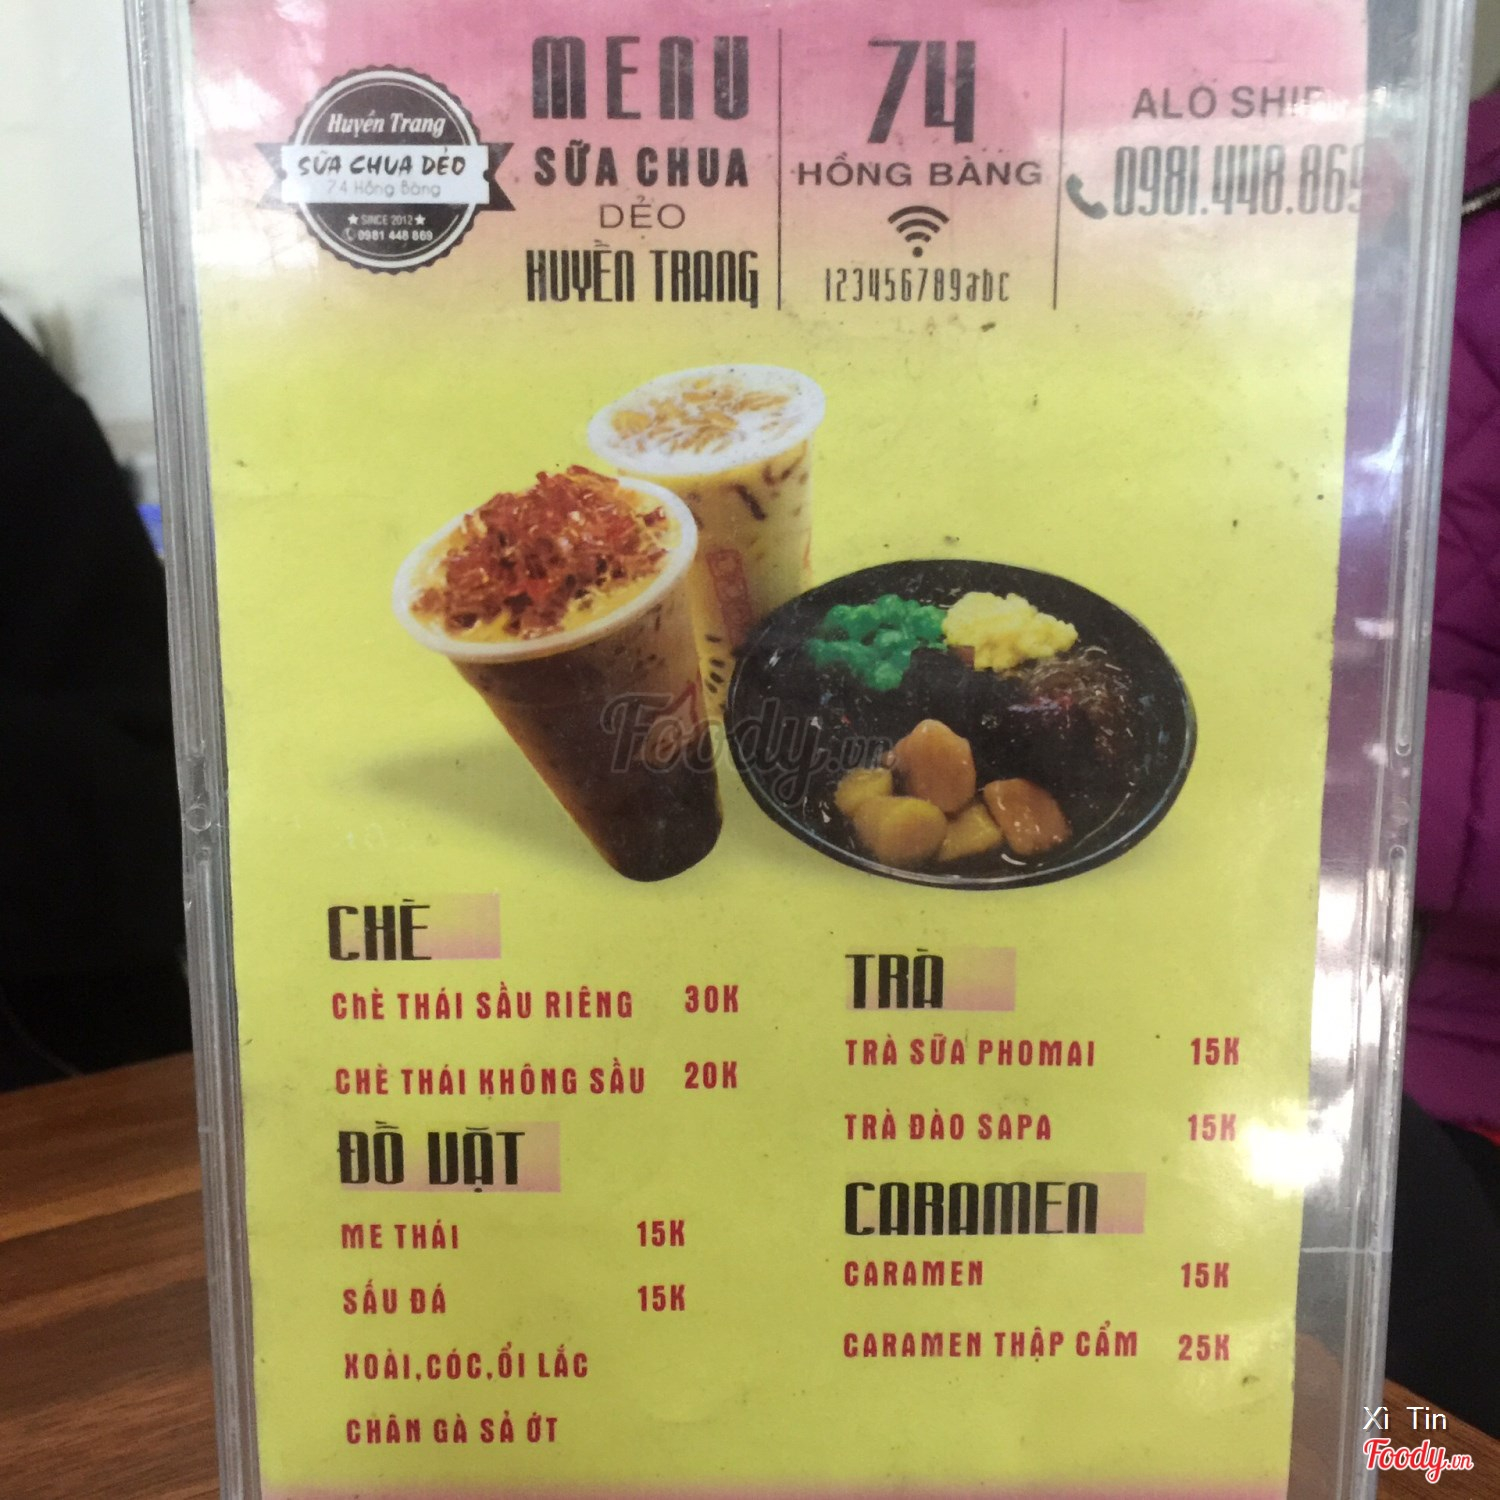 Huyền Trang
SỮA CHUA DẺO
74 Hồng Bàng
★ SINCE 2012 ★
0981 448 869
MENU
SỮA CHUA
DẺO
HUYỀN TRANG
74
HỒNG BÀNG
123456789abc
ALO SHIP
0981.448.869
Foody.vn
CHÈ
ChÈ THÁI SẦU RIÊNG 30K
CHÈ THÁI KHÔNG SẦU 20K
ĐỒ VẶT
ME THÁI 15K
SẤU ĐÁ 15K
XOÀI,CÓC,ỔI LẮC
CHÂN GÀ SẢ ỚT
TRÀ
TRÀ SỮA PHOMAI 15K
TRÀ ĐÀO SAPA 15K
CARAMEN
CARAMEN 15K
CARAMEN THẬP CẨM 25K
Xì Tin
Foody.vn